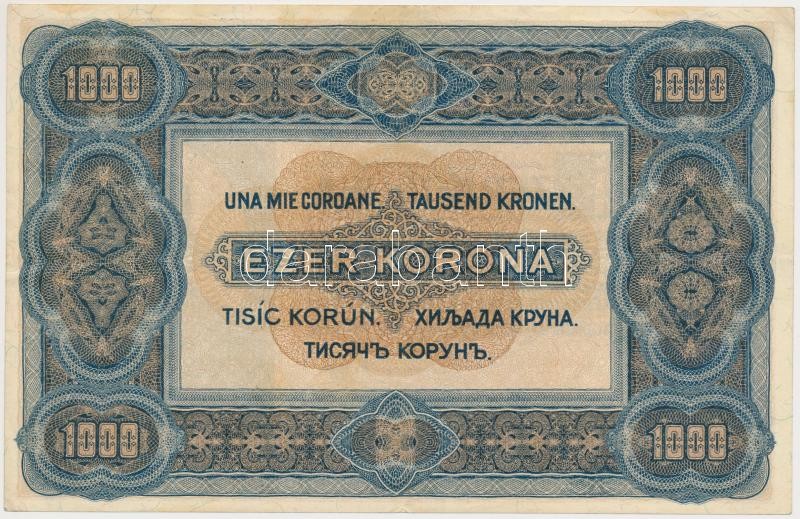 1000 1000
UNA MIE COROANE. TAUSEND KRONEN.
EZER KORONA
TISÍC KORÚN. ХИЉАДА КРУНА.
ТИСЯЧЪ КОРУНЪ.
1000 1000